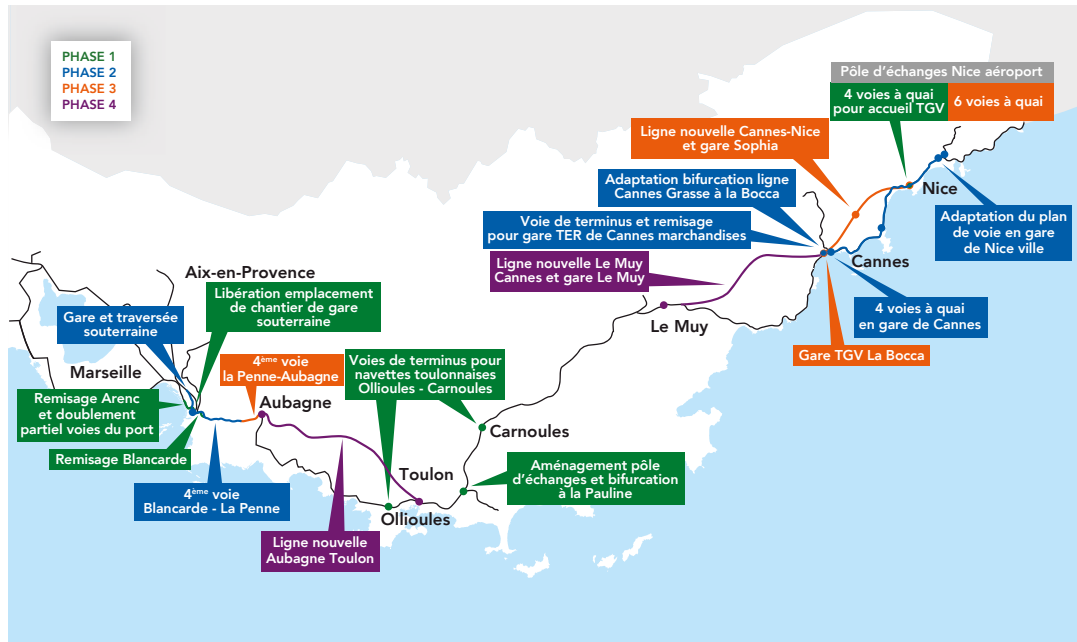 PHASE 1
PHASE 2
PHASE 3
PHASE 4
Pôle d'échanges Nice aéroport
4 voies à quai
pour accueil TGV
6 voies à quai
Ligne nouvelle Cannes-Nice
et gare Sophia
Adaptation bifurcation ligne
Cannes Grasse à la Bocca
Nice
Voie de terminus et remisage
pour gare TER de Cannes marchandises
Adaptation du plan
de voie en gare
de Nice ville
Ligne nouvelle Le Muy
Cannes et gare Le Muy
Cannes
Aix-en-Provence
Libération emplacement
de chantier de gare
souterraine
Gare et traversée
souterraine
4 voies à quai
en gare de Cannes
Le Muy
Gare TGV La Bocca
Marseille
4ème voie
la Penne-Aubagne
Voies de terminus pour
navettes toulonnaises
Ollioules - Carnoules
Remisage Arenc
et doublement
partiel voies du port
Aubagne
Carnoules
Remisage Blancarde
Toulon
Aménagement pôle
d'échanges et bifurcation
à la Pauline
4ème voie
Blancarde - La Penne
Ollioules
Ligne nouvelle
Aubagne Toulon